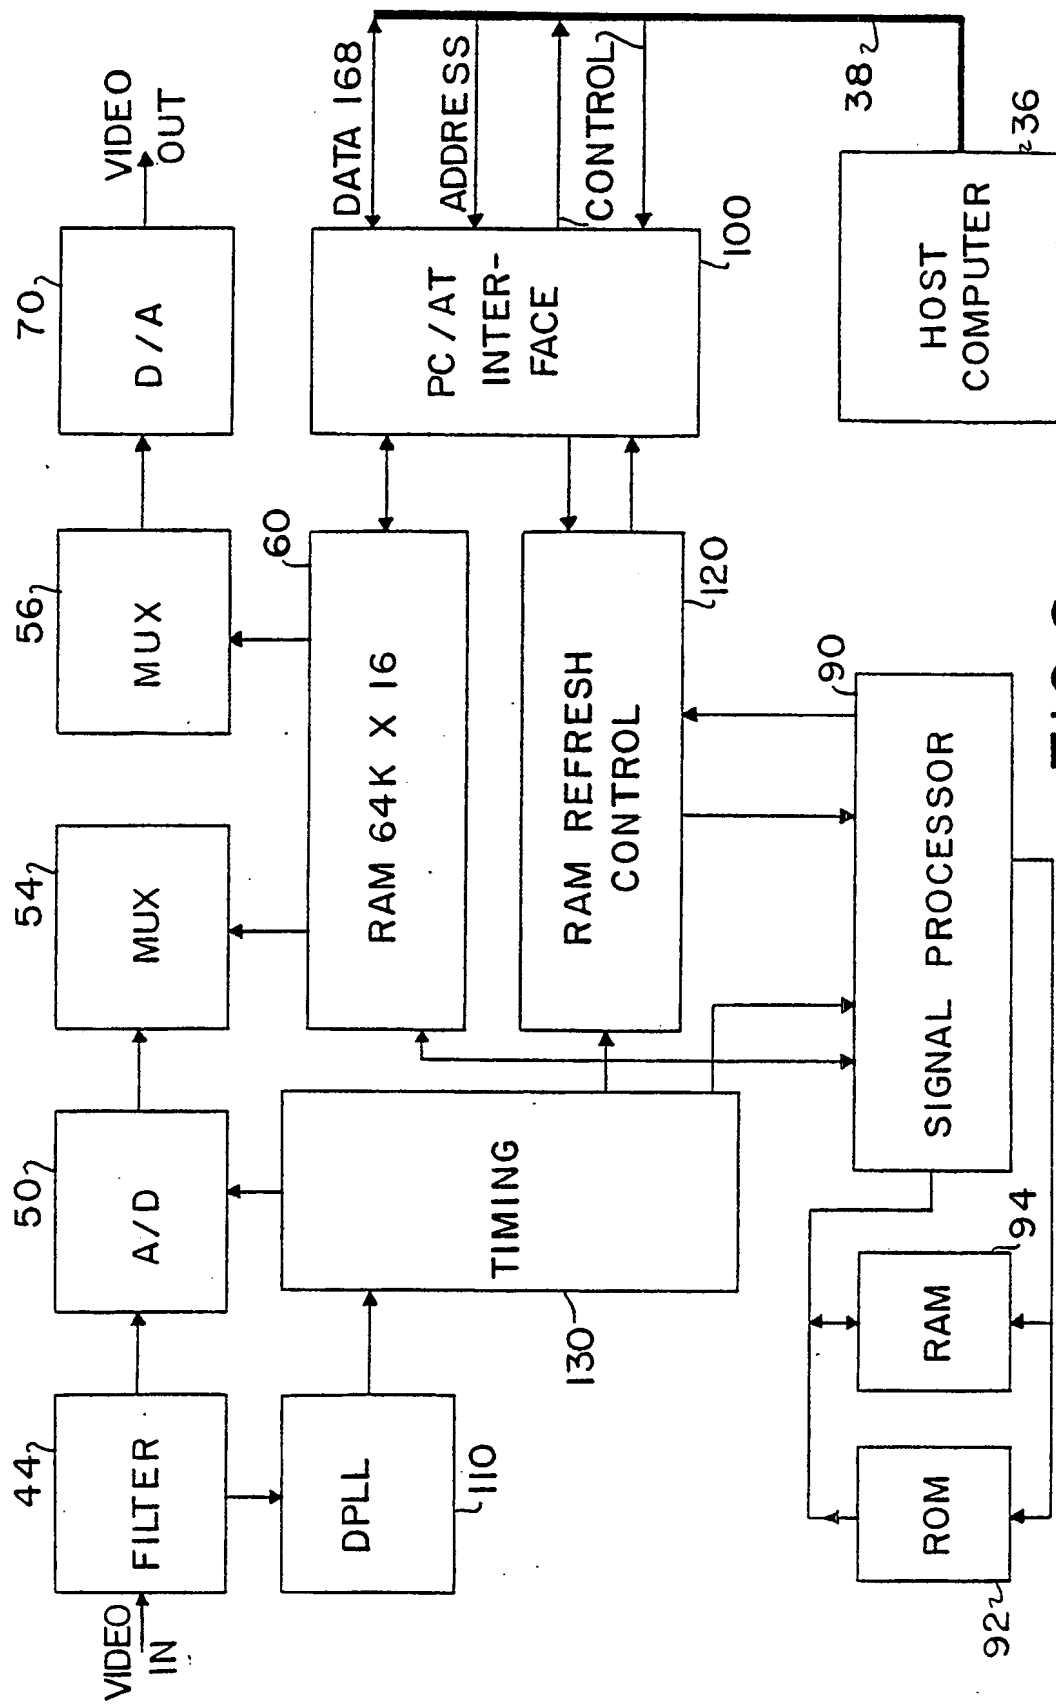 VIDEO
IN
44
FILTER
50
A/D
54
MUX
56
MUX
70
D/A
VIDEO
OUT
DPLL
110
TIMING
130
RAM 64K X 16
60
RAM REFRESH
CONTROL
120
PC/AT
INTER-
FACE
100
DATA 168
ADDRESS
CONTROL
38
HOST
COMPUTER
36
SIGNAL PROCESSOR
90
RAM
94
ROM
92